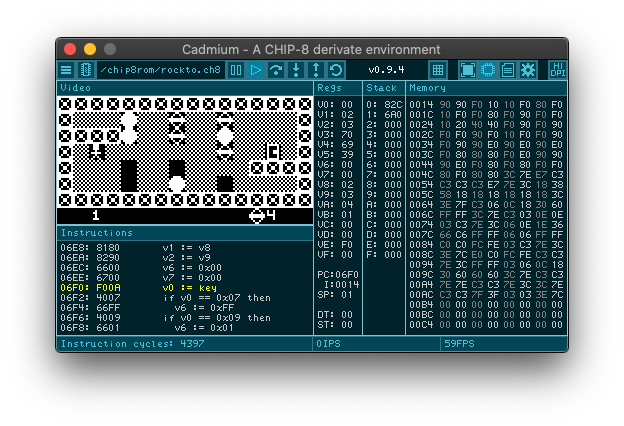 Cadmium - A CHIP-8 derivate environment
/chip8rom/rockto.ch8
v0.9.4
HI
DPI
Video
1
4
Instructions
06E8: 8180 v1 := v8
06EA: 8290 v2 := v9
06EC: 6600 v6 := 0x00
06EE: 6700 v7 := 0x00
06F0: F00A v0 := key
06F2: 4007 if v0 == 0x07 then
06F4: 66FF v6 := 0xFF
06F6: 4009 if v0 == 0x09 then
06F8: 6601 v6 := 0x01
Regs
V0: 00
V1: 02
V2: 03
V3: 70
V4: 69
V5: 39
V6: 00
V7: 00
V8: 02
V9: 03
VA: 04
VB: 01
VC: 00
VD: 00
VE: F0
VF: 00
PC:06F0
I:0014
SP: 01
DT: 00
ST: 00
Stack
0: 82C
1: 6A0
2: 000
3: 000
4: 000
5: 000
6: 000
7: 000
8: 000
9: 000
A: 000
B: 000
C: 000
D: 000
E: 000
F: 000
Memory
0014 90 90 F0 10 10 F0 80 F0
001C 10 F0 F0 80 F0 90 F0 F0
0024 10 20 40 40 F0 90 F0 90
002C F0 F0 90 F0 10 F0 F0 90
0034 F0 90 90 E0 90 E0 90 E0
003C F0 80 80 80 F0 E0 90 90
0044 90 E0 F0 80 F0 80 F0 F0
004C 80 F0 80 80 3C 7E E7 C3
0054 C3 C3 C3 E7 7E 3C 18 38
005C 58 18 18 18 18 18 18 3C
0064 3E 7F C3 06 0C 18 30 60
006C FF FF 3C 7E C3 03 0E 0E
0074 03 C3 7E 3C 06 0E 1E 36
007C 66 C6 FF FF 06 06 FF FF
0084 C0 C0 FC FE 03 C3 7E 3C
008C 3E 7C E0 C0 FC FE C3 C3
0094 7E 3C FF FF 03 06 0C 18
009C 30 60 60 60 3C 7E C3 C3
00A4 7E 7E C3 C3 7E 3C 3C 7E
00AC C3 C3 7F 3F 03 03 3E 7C
00B4 00 00 00 00 00 00 00 00
00BC 00 00 00 00 00 00 00 00
00C4 00 00 00 00 00 00 00 00
Instruction cycles: 4397
0IPS
59FPS